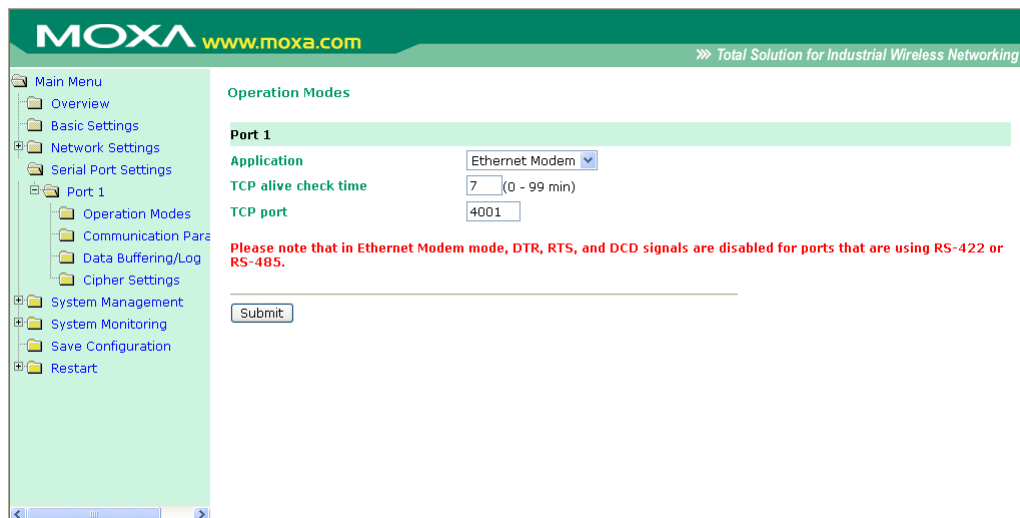 MOXA www.moxa.com
Total Solution for Industrial Wireless Networking
Main Menu
Overview
Basic Settings
Network Settings
Serial Port Settings
Port 1
Operation Modes
Communication Para
Data Buffering/Log
Cipher Settings
System Management
System Monitoring
Save Configuration
Restart
Operation Modes
Port 1
Application Ethernet Modem
TCP alive check time 7 (0 - 99 min)
TCP port 4001
Please note that in Ethernet Modem mode, DTR, RTS, and DCD signals are disabled for ports that are using RS-422 or
RS-485.
Submit